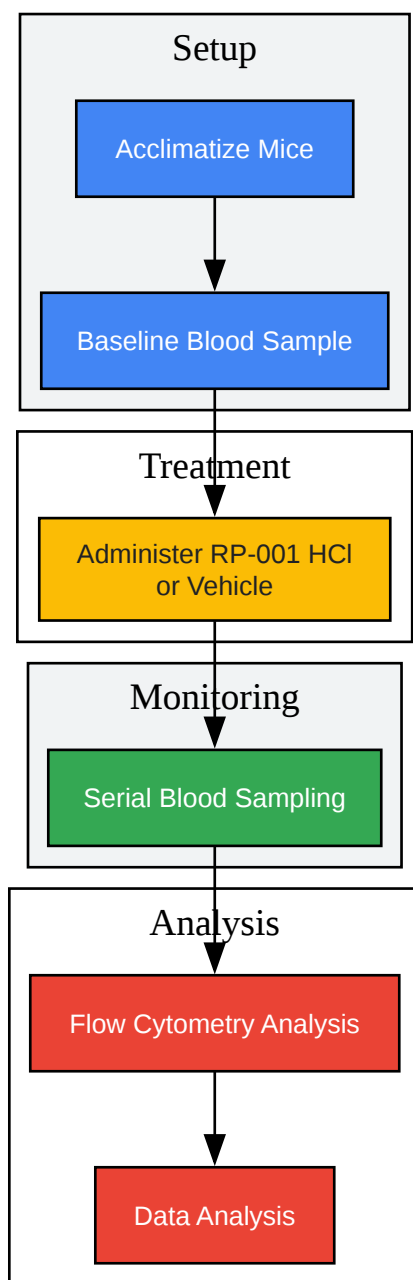 Setup
Acclimatize Mice
Baseline Blood Sample
Treatment
Administer RP-001 HCl
or Vehicle
Monitoring
Serial Blood Sampling
Analysis
Flow Cytometry Analysis
Data Analysis